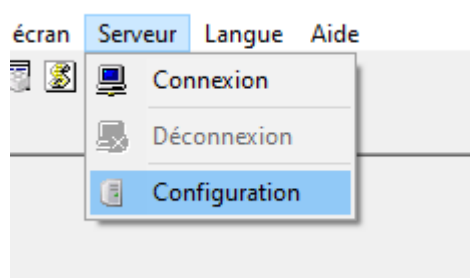 écran Serveur Langue Aide
Connexion
Déconnexion
Configuration